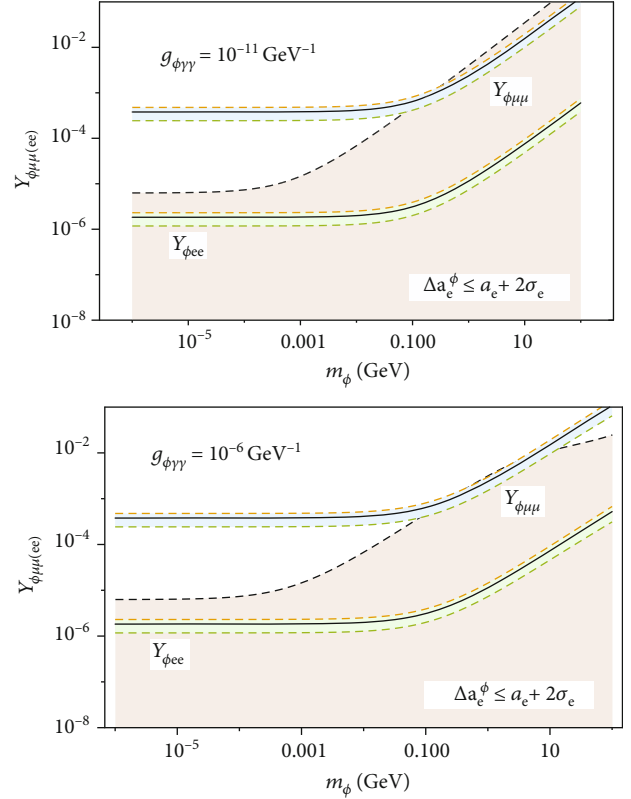 10⁻²
g_ϕγγ = 10⁻¹¹ GeV⁻¹
Y_ϕμμ
10⁻⁴
Y_ϕμμ(ee)
10⁻⁶
Y_ϕee
Δa_e^ϕ ≤ a_e + 2σ_e
10⁻⁸
10⁻⁵ 0.001 0.100 10
m_ϕ (GeV)
10⁻²
g_ϕγγ = 10⁻⁶ GeV⁻¹
Y_ϕμμ
10⁻⁴
Y_ϕμμ(ee)
10⁻⁶
Y_ϕee
Δa_e^ϕ ≤ a_e + 2σ_e
10⁻⁸
10⁻⁵ 0.001 0.100 10
m_ϕ (GeV)